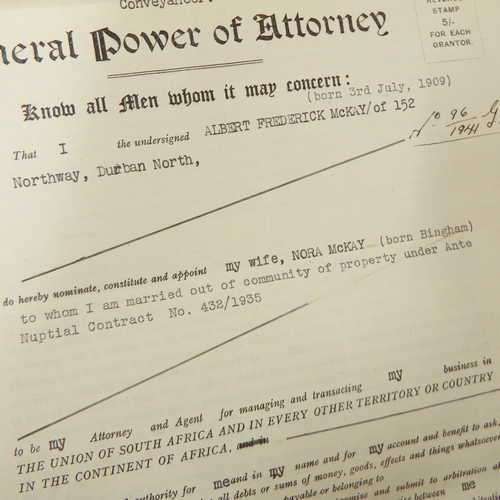 Conveyancer.
STAMP
5/-
FOR EACH
GRANTOR.
neral Power of Attorney
Know all Men whom it may concern:
(born 3rd July, 1909)
That I the undersigned ALBERT FREDERICK McKAY/of 152
Northway, Durban North,
No 96
1941
do hereby nominate, constitute and appoint my wife, NORA McKAY (born Bingham)
to whom I am married out of community of property under Ante
Nuptial Contract No. 432/1935
to be my Attorney and Agent for managing and transacting my business in
THE UNION OF SOUTH AFRICA AND IN EVERY OTHER TERRITORY OR COUNTRY
IN THE CONTINENT OF AFRICA, and in
authority for me and in my name and for my account and benefit to ask,
all debts or sums of money, goods, effects and things whatsoever
payable or belonging to me
mise and submit to arbitration
between